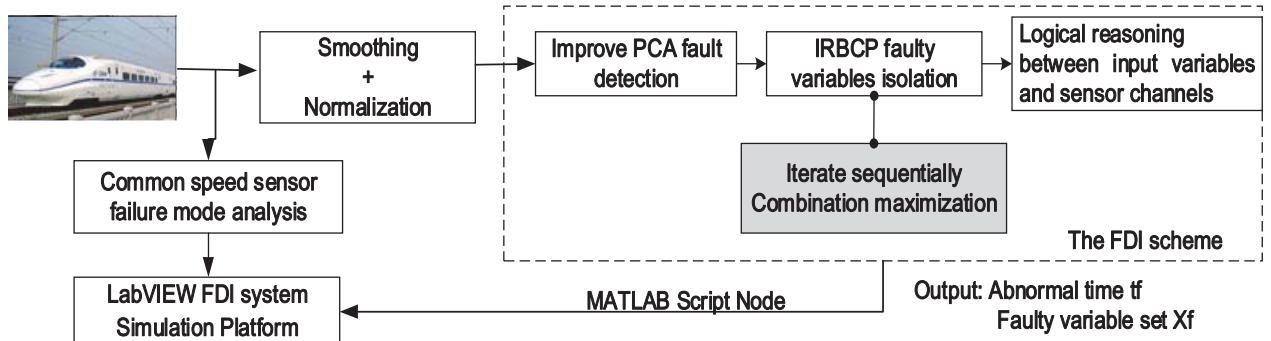 Smoothing
+
Normalization
Improve PCA fault
detection
IRBCP faulty
variables isolation
Logical reasoning
between input variables
and sensor channels
Iterate sequentially
Combination maximization
The FDI scheme
Common speed sensor
failure mode analysis
LabVIEW FDI system
Simulation Platform
MATLAB Script Node
Output: Abnormal time tf
Faulty variable set Xf